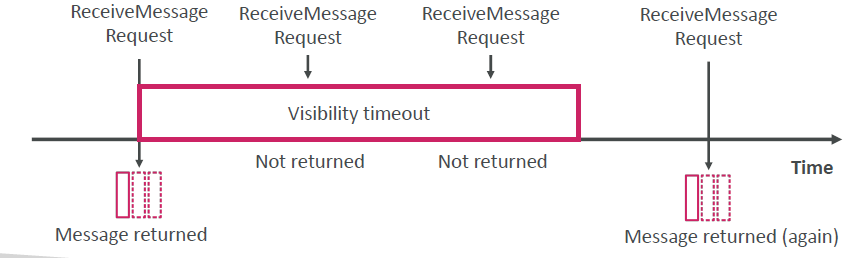 ReceiveMessage
Request
ReceiveMessage
Request
ReceiveMessage
Request
ReceiveMessage
Request
Visibility timeout
Not returned
Not returned
Time
Message returned
Message returned (again)